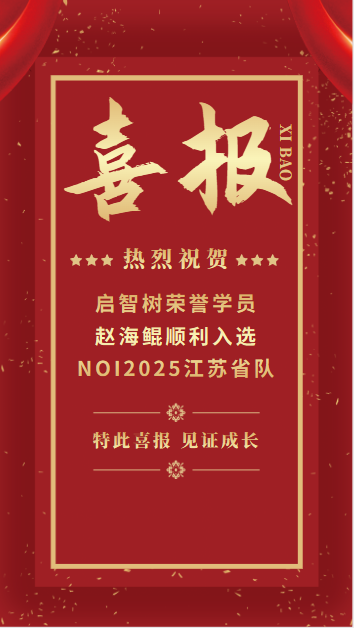 喜报
XI BAO
热烈祝贺
启智树荣誉学员
赵海鲲顺利入选
NOI2025江苏省队
特此喜报 见证成长